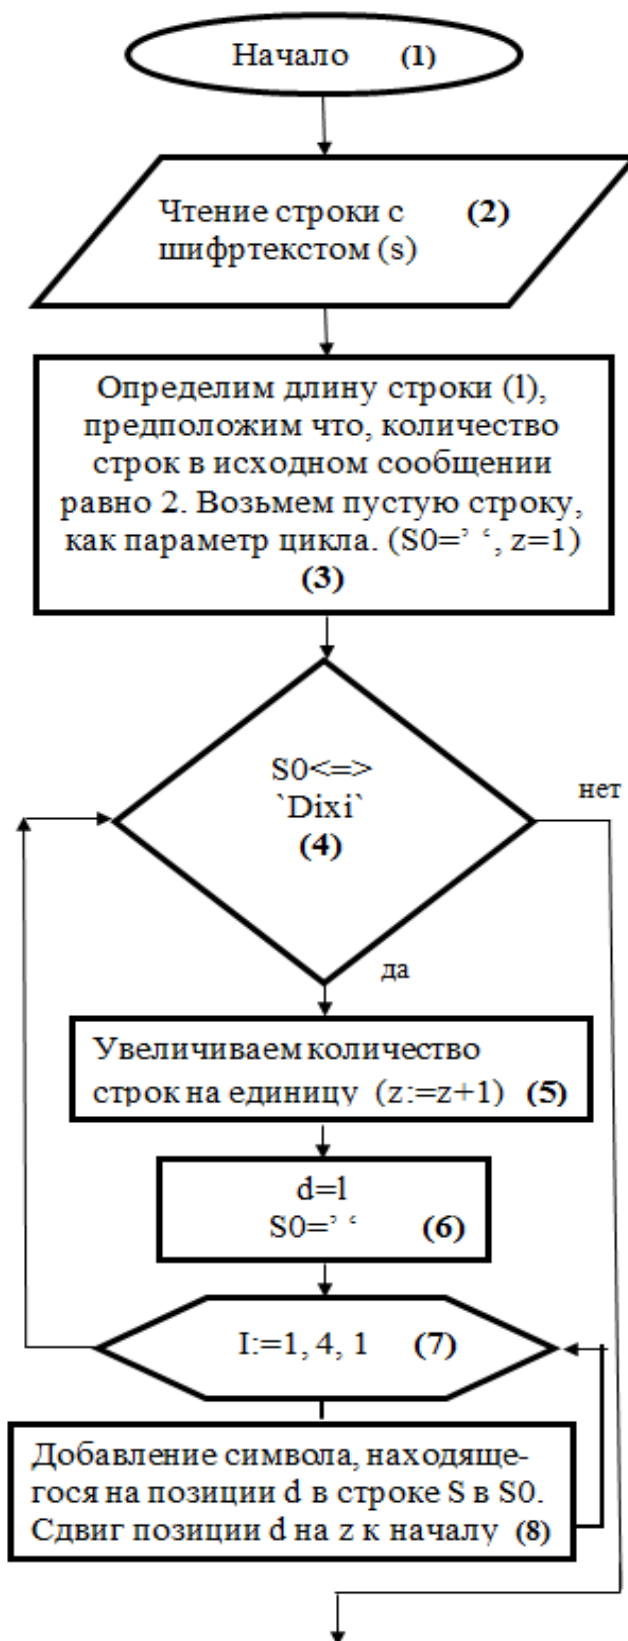 Начало (1)
Чтение строки с (2)
шифртекстом (s)
Определим длину строки (l),
предположим что, количество
строк в исходном сообщении
равно 2. Возьмем пустую строку,
как параметр цикла. (S0=’ ‘, z=1)
(3)
S0<=>
`Dixi`
(4)
нет
да
Увеличиваем количество
строк на единицу (z:=z+1) (5)
d=l
S0=’ ‘ (6)
I:=1, 4, 1 (7)
Добавление символа, находяще-
гося на позиции d в строке S в S0.
Сдвиг позиции d на z к началу (8)